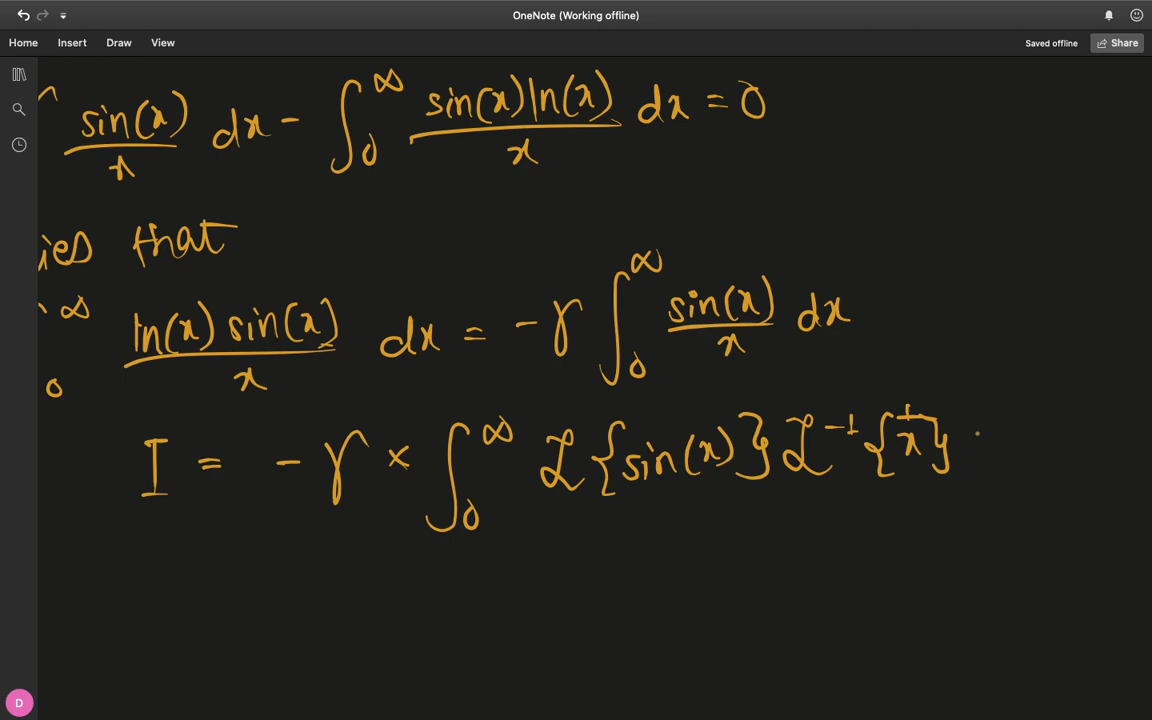 OneNote (Working offline)
Home Insert Draw View Saved offline Share
sin(x)/x dx - ∫₀^∞ sin(x)ln(x)/x dx = 0
ies that
∞ 0 ln(x) sin(x)/x dx = -γ ∫₀^∞ sin(x)/x dx
I = -γ × ∫₀^∞ ℒ{sin(x)} ℒ⁻¹{1/x}
D